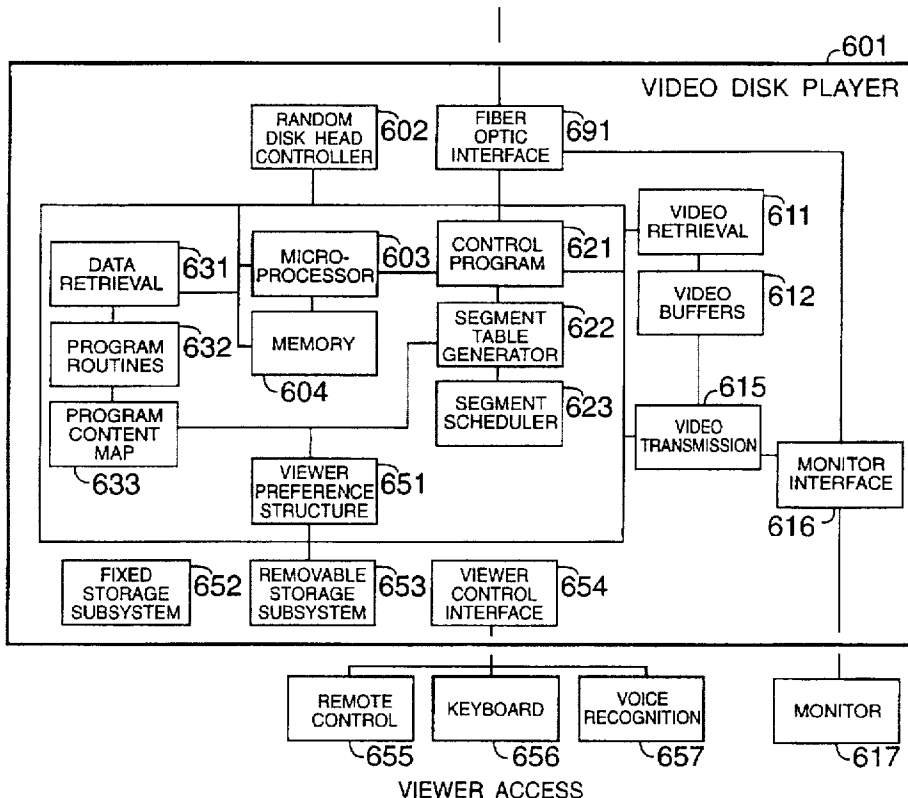 601
VIDEO DISK PLAYER
RANDOM
DISK HEAD
CONTROLLER
602
FIBER
OPTIC
INTERFACE
691
DATA
RETRIEVAL
631
MICRO-
PROCESSOR
603
CONTROL
PROGRAM
621
VIDEO
RETRIEVAL
611
PROGRAM
ROUTINES
632
MEMORY
604
SEGMENT
TABLE
GENERATOR
622
VIDEO
BUFFERS
612
PROGRAM
CONTENT
MAP
633
SEGMENT
SCHEDULER
623
615
VIDEO
TRANSMISSION
VIEWER
PREFERENCE
STRUCTURE
651
MONITOR
INTERFACE
616
FIXED
STORAGE
SUBSYSTEM
652
REMOVABLE
STORAGE
SUBSYSTEM
653
VIEWER
CONTROL
INTERFACE
654
REMOTE
CONTROL
655
KEYBOARD
656
VOICE
RECOGNITION
657
MONITOR
617
VIEWER ACCESS